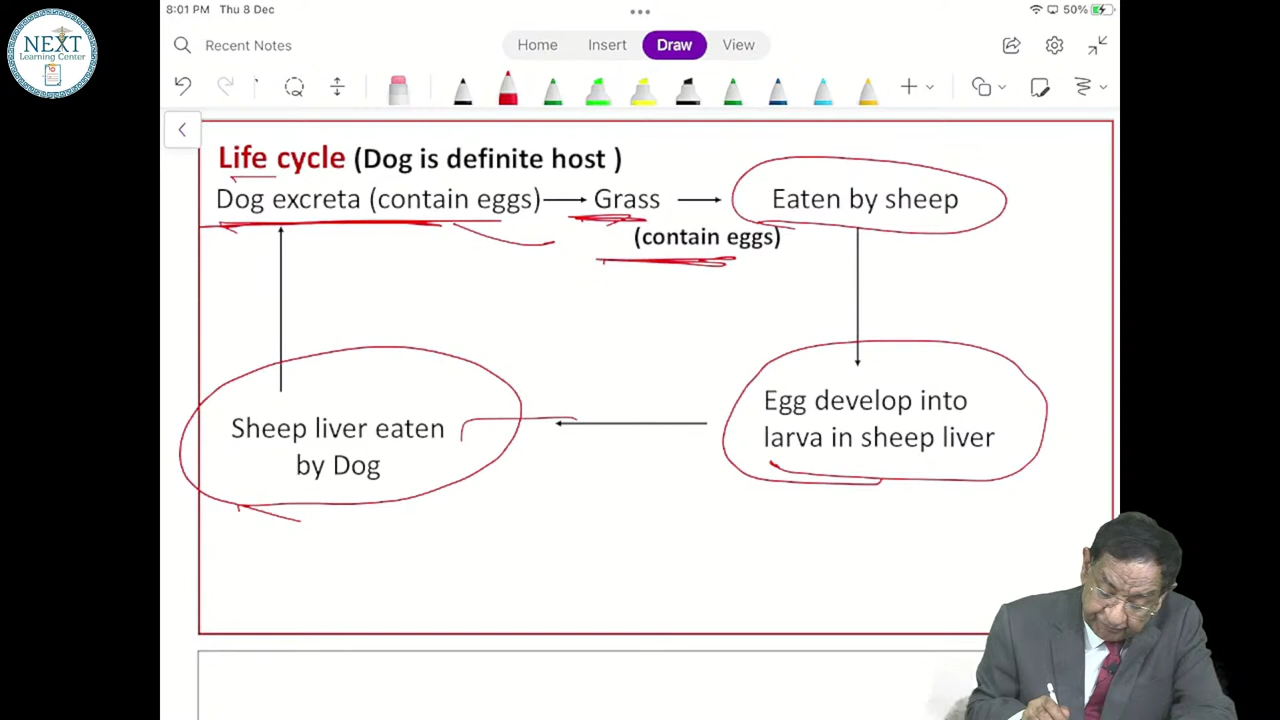 8:01 PM Thu 8 Dec
50%
NEXT
Learning Center
Recent Notes
Home Insert Draw View
Life cycle (Dog is definite host )
Dog excreta (contain eggs) Grass Eaten by sheep
(contain eggs)
Egg develop into
larva in sheep liver
Sheep liver eaten
by Dog